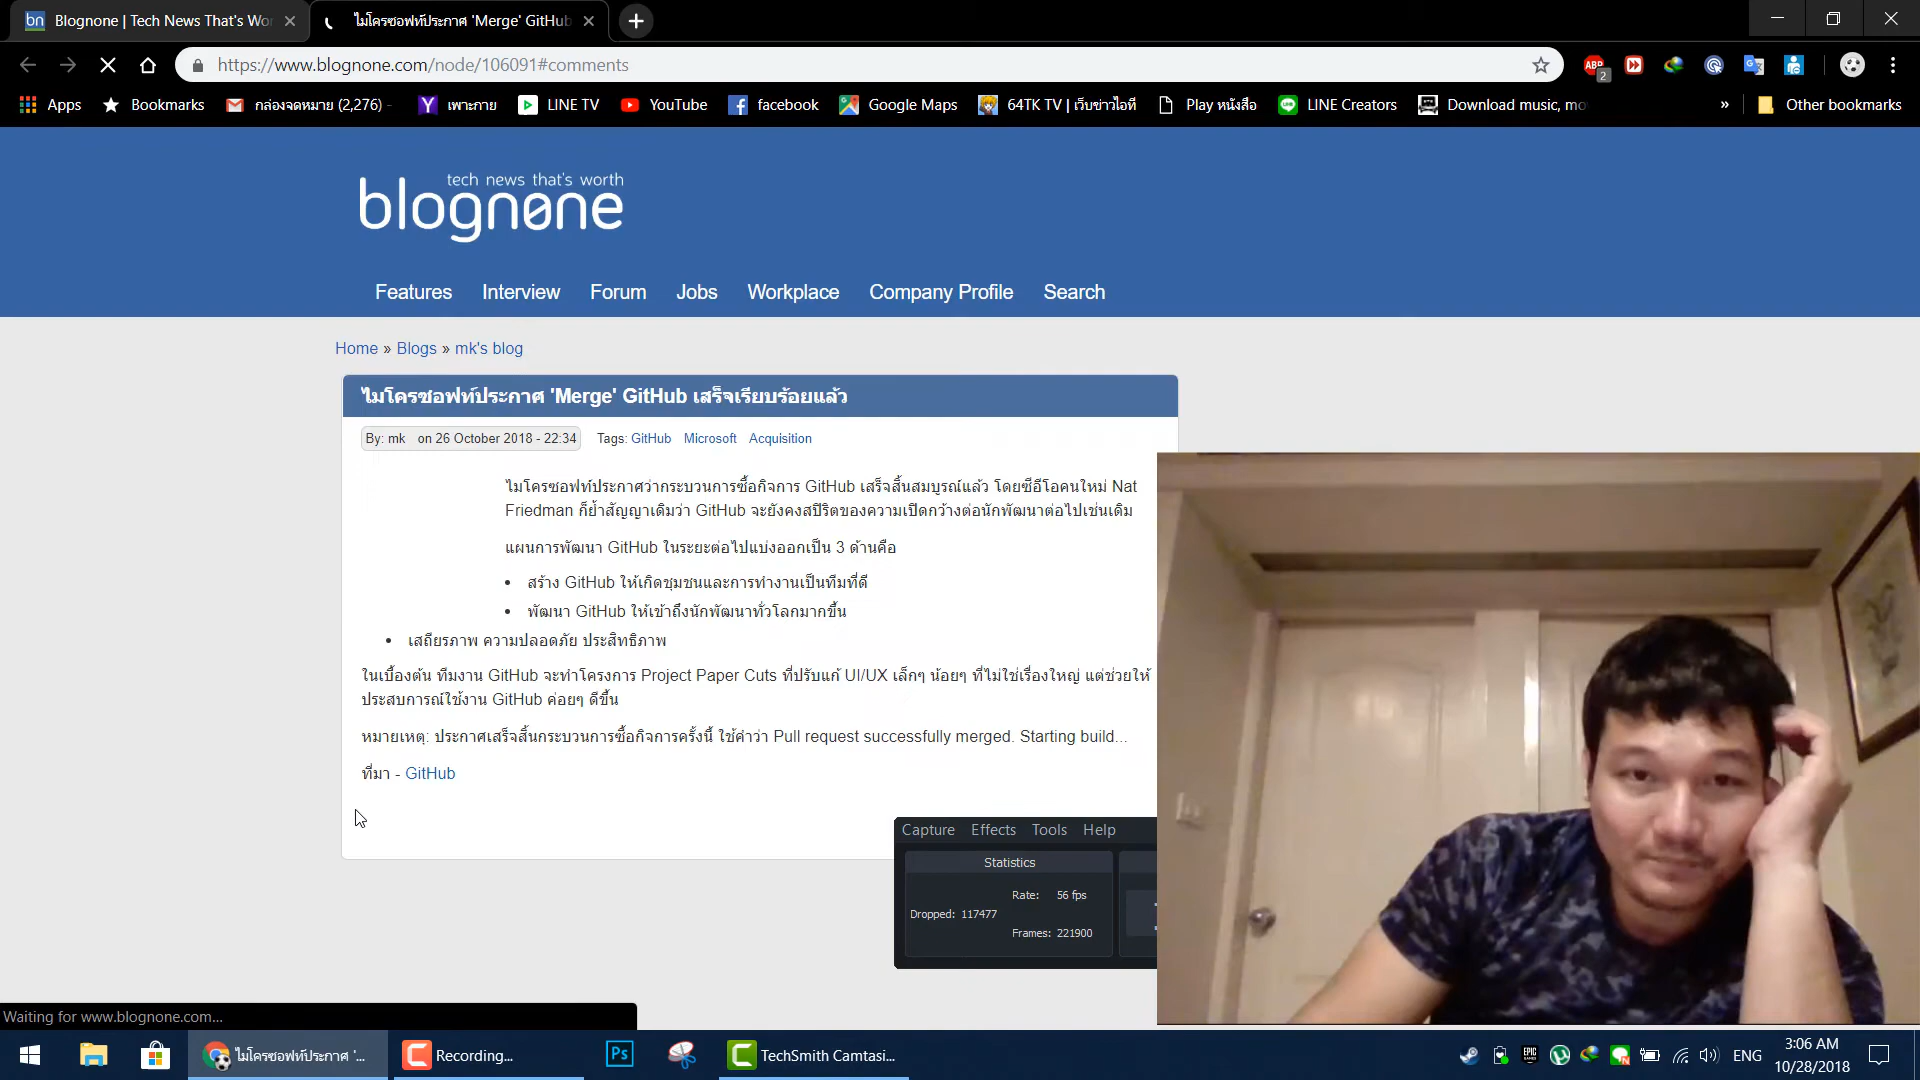 Blognone | Tech News That's Wor
ไมโครซอฟท์ประกาศ 'Merge' GitHub
https://www.blognone.com/node/106091#comments
ABP
2
Apps
Bookmarks
กล่องจดหมาย (2,276) -
เพาะกาย
LINE TV
YouTube
facebook
Google Maps
64TK TV | เว็บข่าวไอที
Play หนังสือ
LINE Creators
Download music, mo
»
Other bookmarks
tech news that's worth
blognone
Features
Interview
Forum
Jobs
Workplace
Company Profile
Search
Home » Blogs » mk's blog
ไมโครซอฟท์ประกาศ 'Merge' GitHub เสร็จเรียบร้อยแล้ว
By: mk on 26 October 2018 - 22:34 Tags: GitHub Microsoft Acquisition
ไมโครซอฟท์ประกาศว่ากระบวนการซื้อกิจการ GitHub เสร็จสิ้นสมบูรณ์แล้ว โดยซีอีโอคนใหม่ Nat
Friedman ก็ย้ำสัญญาเดิมว่า GitHub จะยังคงสปิริตของความเปิดกว้างต่อนักพัฒนาต่อไปเช่นเดิม
แผนการพัฒนา GitHub ในระยะต่อไปแบ่งออกเป็น 3 ด้านคือ
• สร้าง GitHub ให้เกิดชุมชนและการทำงานเป็นทีมที่ดี
• พัฒนา GitHub ให้เข้าถึงนักพัฒนาทั่วโลกมากขึ้น
• เสถียรภาพ ความปลอดภัย ประสิทธิภาพ
ในเบื้องต้น ทีมงาน GitHub จะทำโครงการ Project Paper Cuts ที่ปรับแก้ UI/UX เล็กๆ น้อยๆ ที่ไม่ใช่เรื่องใหญ่ แต่ช่วยให้
ประสบการณ์ใช้งาน GitHub ค่อยๆ ดีขึ้น
หมายเหตุ: ประกาศเสร็จสิ้นกระบวนการซื้อกิจการครั้งนี้ ใช้คำว่า Pull request successfully merged. Starting build...
ที่มา - GitHub
Capture Effects Tools Help
Statistics
Rate: 56 fps
Dropped: 117477
Frames: 221900
Waiting for www.blognone.com...
ไมโครซอฟท์ประกาศ '...
Recording...
Ps
TechSmith Camtasi...
ENG
3:06 AM
10/28/2018